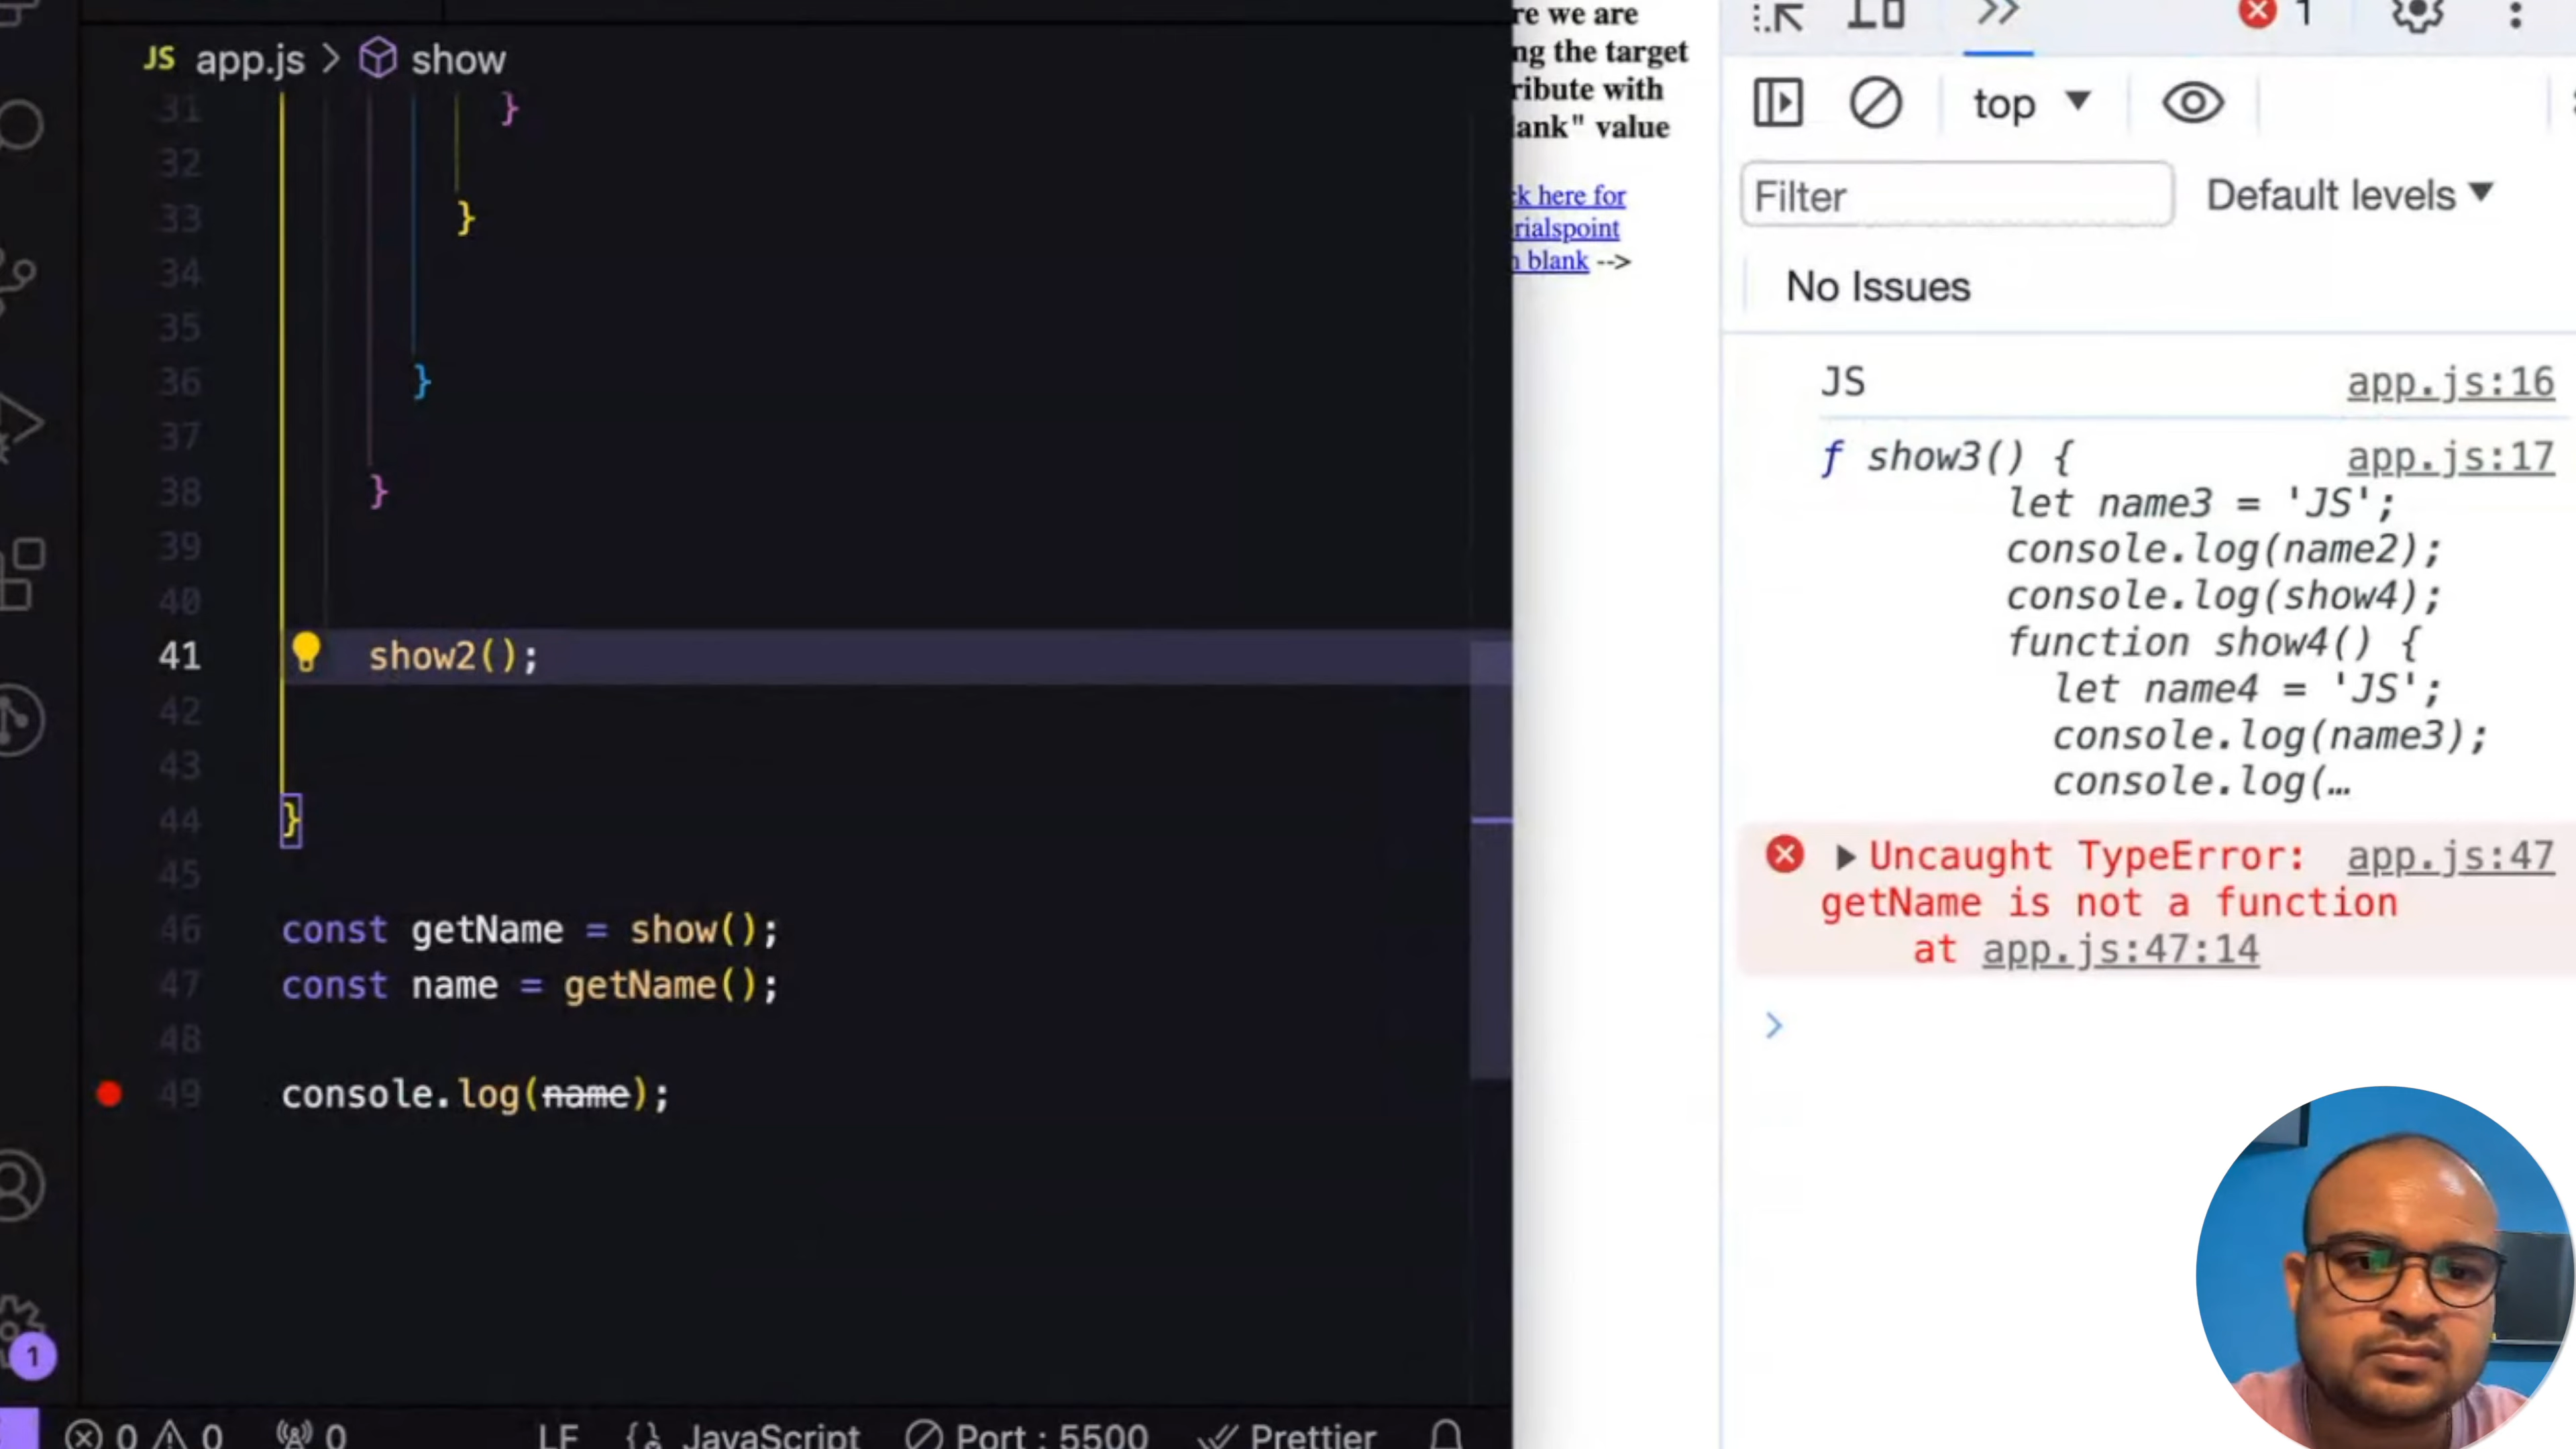 JS app.js > show
31 }
32
33 }
34
35
36 }
37
38 }
39
40
41 show2();
42
43
44 }
45
46 const getName = show();
47 const name = getName();
48
49 console.log(name);
1
0 0 0 LF {} JavaScript Port : 5500 Prettier
re we are
ng the target
ribute with
ank" value
ck here for
rialspoint
blank -->
1
top
Filter Default levels
No Issues
JS app.js:16
f show3() { app.js:17
let name3 = 'JS';
console.log(name2);
console.log(show4);
function show4() {
let name4 = 'JS';
console.log(name3);
console.log(…
Uncaught TypeError: app.js:47
getName is not a function
at app.js:47:14